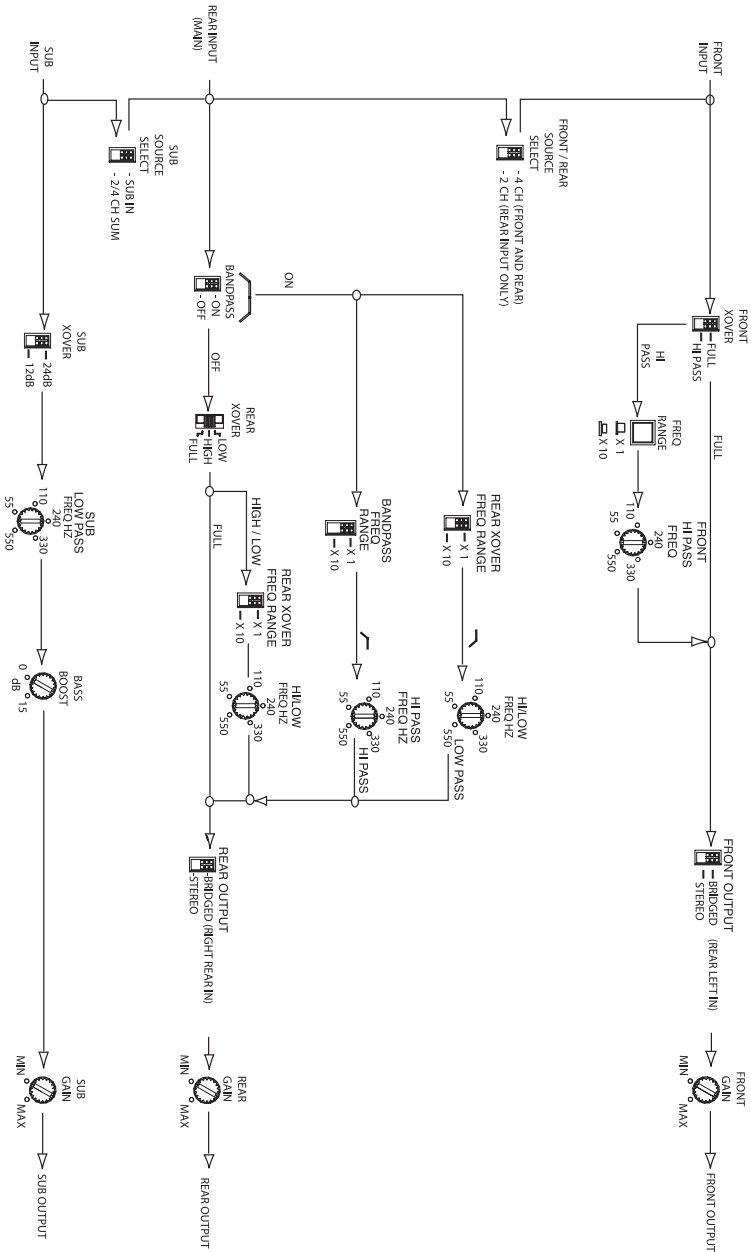 FRONT
INPUT
FRONT / REAR
SOURCE
SELECT
- 4 CH (FRONT AND REAR)
- 2 CH (REAR INPUT ONLY)
FRONT
XOVER
FULL
HI PASS
FULL
HI
PASS
FREQ
RANGE
X 1
X 10
FRONT
HI PASS
FREQ
55
110
240
330
FRONT OUTPUT
BRIDGED (REAR LEFT IN)
STEREO
FRONT
GAIN
MIN
MAX
FRONT OUTPUT
550
REAR INPUT
(MAIN)
BANDPASS
- ON
- OFF
ON
OFF
REAR XOVER
FREQ RANGE
X 1
X 10
HI/LOW
FREQ HZ
55
110
240
330
550
LOW PASS
BANDPASS
FREQ
RANGE
X 1
X 10
HI PASS
FREQ HZ
55
110
240
330
550
HI PASS
REAR
XOVER
LOW
HIGH
FULL
HIGH / LOW
FULL
REAR XOVER
FREQ RANGE
X 1
X 10
HI/LOW
FREQ HZ
55
110
240
330
550
REAR OUTPUT
-BRIDGED (RIGHT REAR IN)
-STEREO
REAR
GAIN
MIN
MAX
REAR OUTPUT
SUB
INPUT
SUB
SOURCE
SELECT
- SUB IN
- 2/4 CH SUM
SUB
XOVER
24dB
12dB
SUB
LOW PASS
FREQ HZ
55
110
240
330
550
BASS
BOOST
0
15
dB
SUB
GAIN
MIN
MAX
SUB OUTPUT